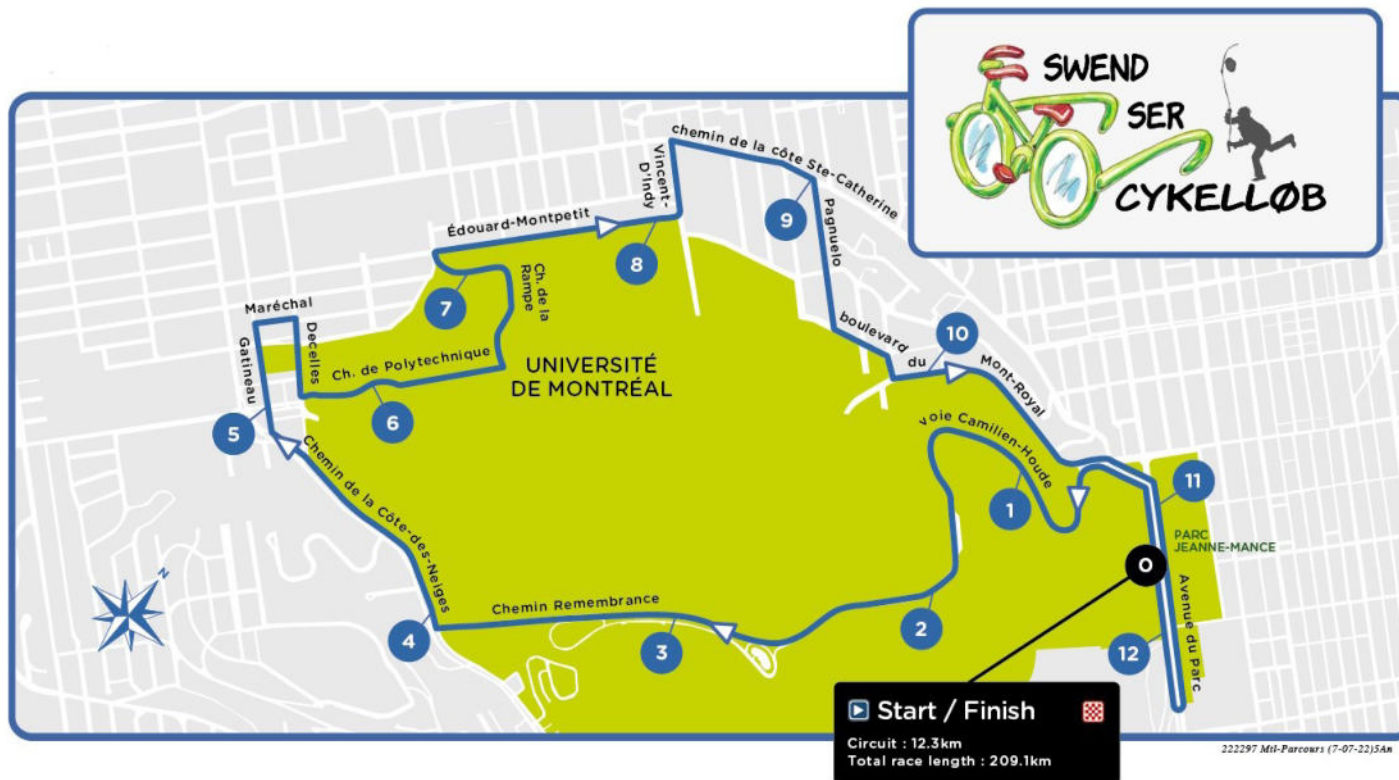 SWEND
SER
CYKELLØB
chemin de la côte Ste-Catherine
Vincent-
D'Indy
Édouard-Montpetit
9
Pagnuelo
8
Ch. de la
Rampe
7
Maréchal
Decelles
Gatineau
boulevard du
10
Mont-Royal
Ch. de Polytechnique
UNIVERSITÉ
DE MONTRÉAL
6
5
voie Camilien-Houde
Chemin de la Côte-des-Neiges
1
11
PARC
JEANNE-MANCE
0
N
Avenue du Parc
Chemin Remembrance
2
4
3
12
Start / Finish
Circuit : 12.3km
Total race length : 209.1km
222297 Mtl-Parcours (7-07-22)5An